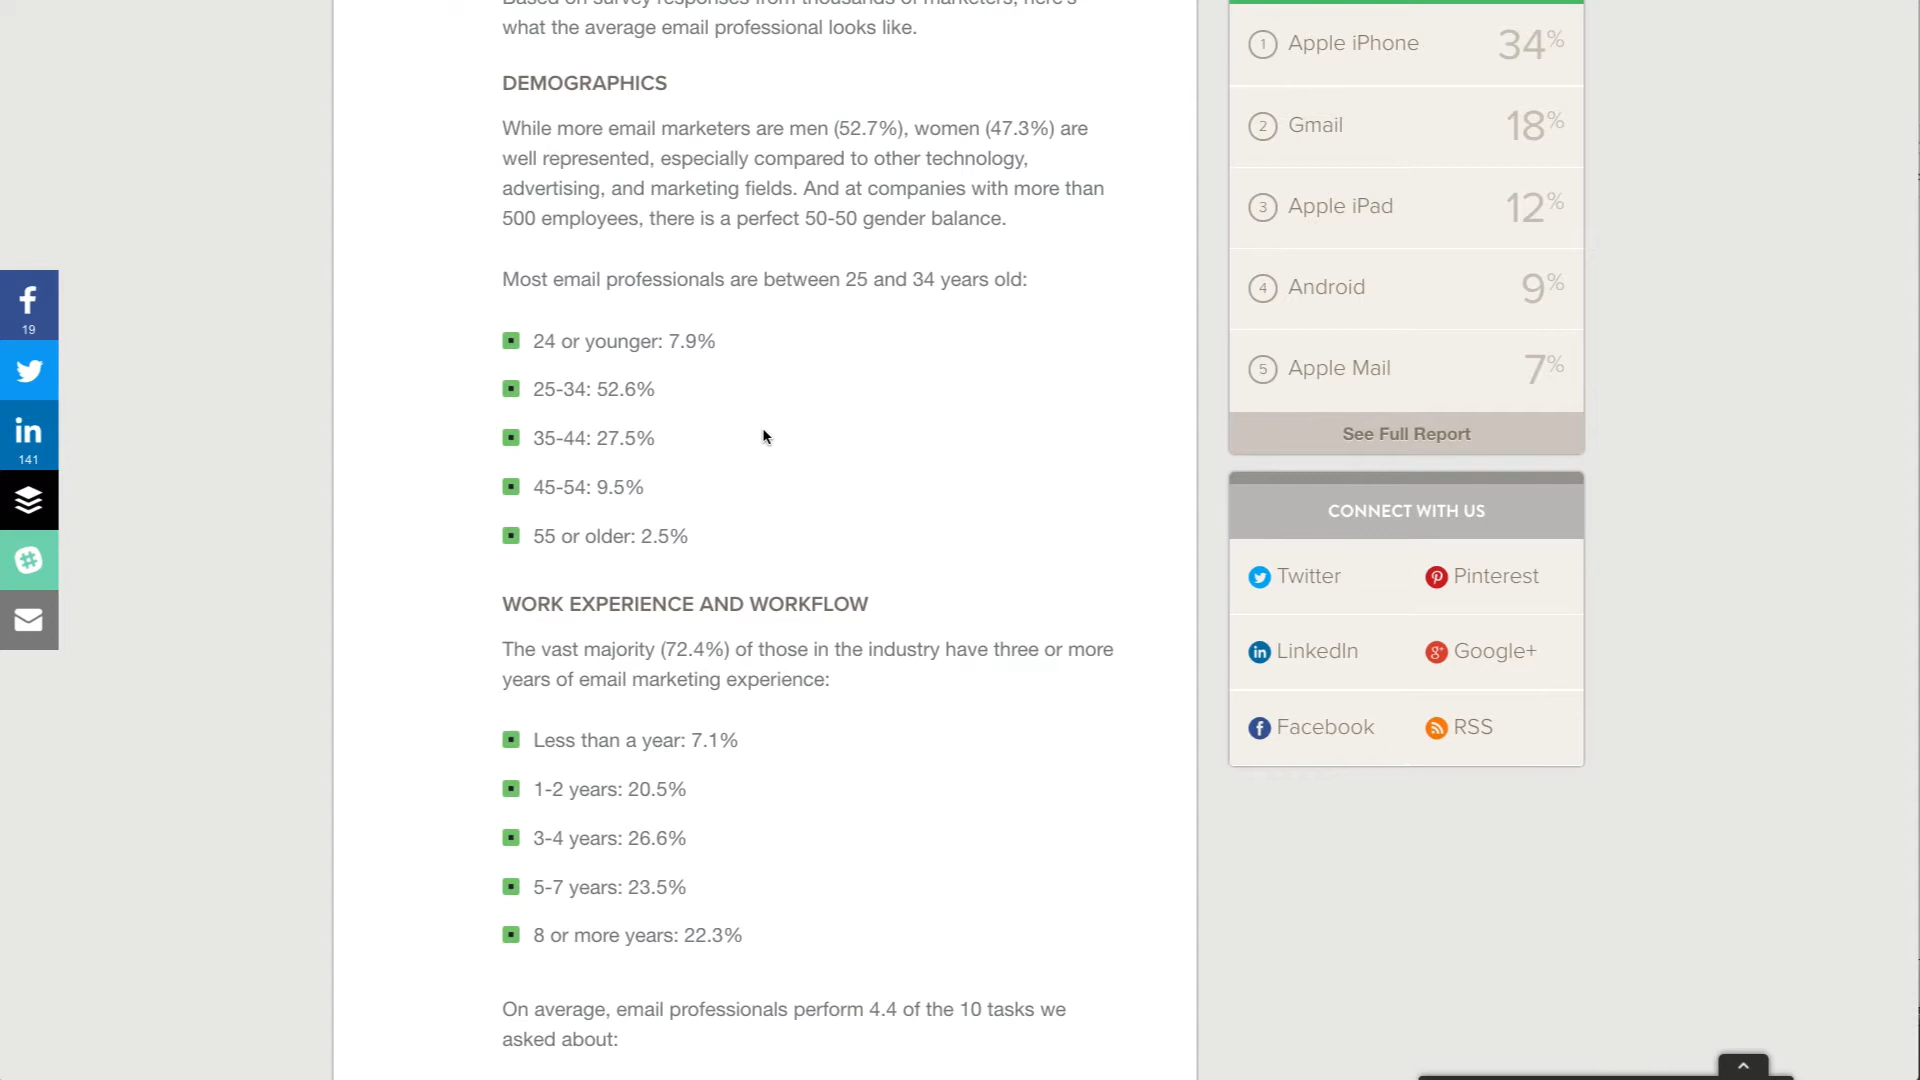 Based on survey responses from thousands of marketers, here's
what the average email professional looks like.
DEMOGRAPHICS
While more email marketers are men (52.7%), women (47.3%) are
well represented, especially compared to other technology,
advertising, and marketing fields. And at companies with more than
500 employees, there is a perfect 50-50 gender balance.
Most email professionals are between 25 and 34 years old:
24 or younger: 7.9%
25-34: 52.6%
35-44: 27.5%
45-54: 9.5%
55 or older: 2.5%
WORK EXPERIENCE AND WORKFLOW
The vast majority (72.4%) of those in the industry have three or more
years of email marketing experience:
Less than a year: 7.1%
1-2 years: 20.5%
3-4 years: 26.6%
5-7 years: 23.5%
8 or more years: 22.3%
On average, email professionals perform 4.4 of the 10 tasks we
asked about:
19
141
1 Apple iPhone 34%
2 Gmail 18%
3 Apple iPad 12%
4 Android 9%
5 Apple Mail 7%
See Full Report
CONNECT WITH US
Twitter Pinterest
LinkedIn Google+
Facebook RSS